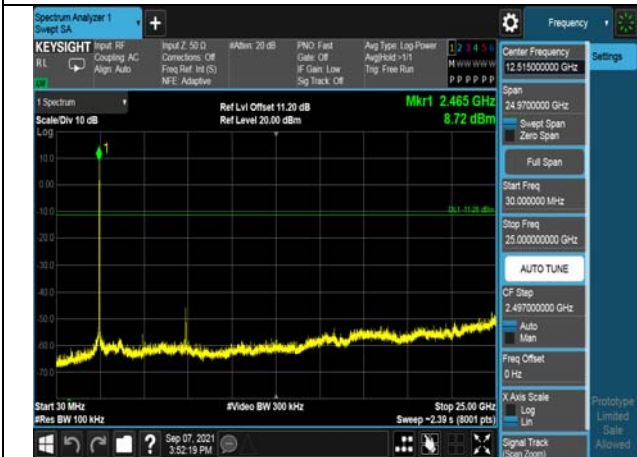 Spectrum Analyzer 1
Swept SA
Frequency
KEYSIGHT
RL
Input: RF
Coupling: AC
Align: Auto
Input Z: 50 Ω
Corrections: Off
Freq Ref: Int (S)
NFE: Adaptive
#Atten: 20 dB
PNO: Fast
Gate: Off
IF Gain: Low
Sig Track: Off
Avg Type: Log-Power
Avg|Hold:>1/1
Trig: Free Run
1 2 3 4 5 6
M W W W W W
P P P P P P
Center Frequency
12.515000000 GHz
Settings
Span
24.9700000 GHz
Swept Span
Zero Span
Full Span
Start Freq
30.000000 MHz
Stop Freq
25.000000000 GHz
AUTO TUNE
CF Step
2.497000000 GHz
Auto
Man
Freq Offset
0 Hz
X Axis Scale
Log
Lin
Signal Track
(Span Zoom)
Prototype
Limited
Sale
Allowed
1 Spectrum
Scale/Div 10 dB
Log
Ref Lvl Offset 11.20 dB
Ref Level 20.00 dBm
Mkr1 2.465 GHz
8.72 dBm
1
10.0
0.00
-10.0
DL1 -11.28 dBm
-20.0
-30.0
-40.0
-50.0
-60.0
-70.0
Start 30 MHz
#Res BW 100 kHz
#Video BW 300 kHz
Stop 25.00 GHz
Sweep ~2.39 s (8001 pts)
?
Sep 07, 2021
3:52:19 PM